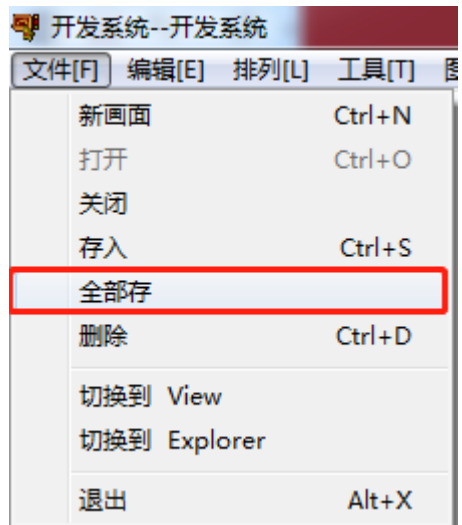 开发系统--开发系统
文件[F] 编辑[E] 排列[L] 工具[T]
新画面 Ctrl+N
打开 Ctrl+O
关闭
存入 Ctrl+S
全部存
删除 Ctrl+D
切换到 View
切换到 Explorer
退出 Alt+X